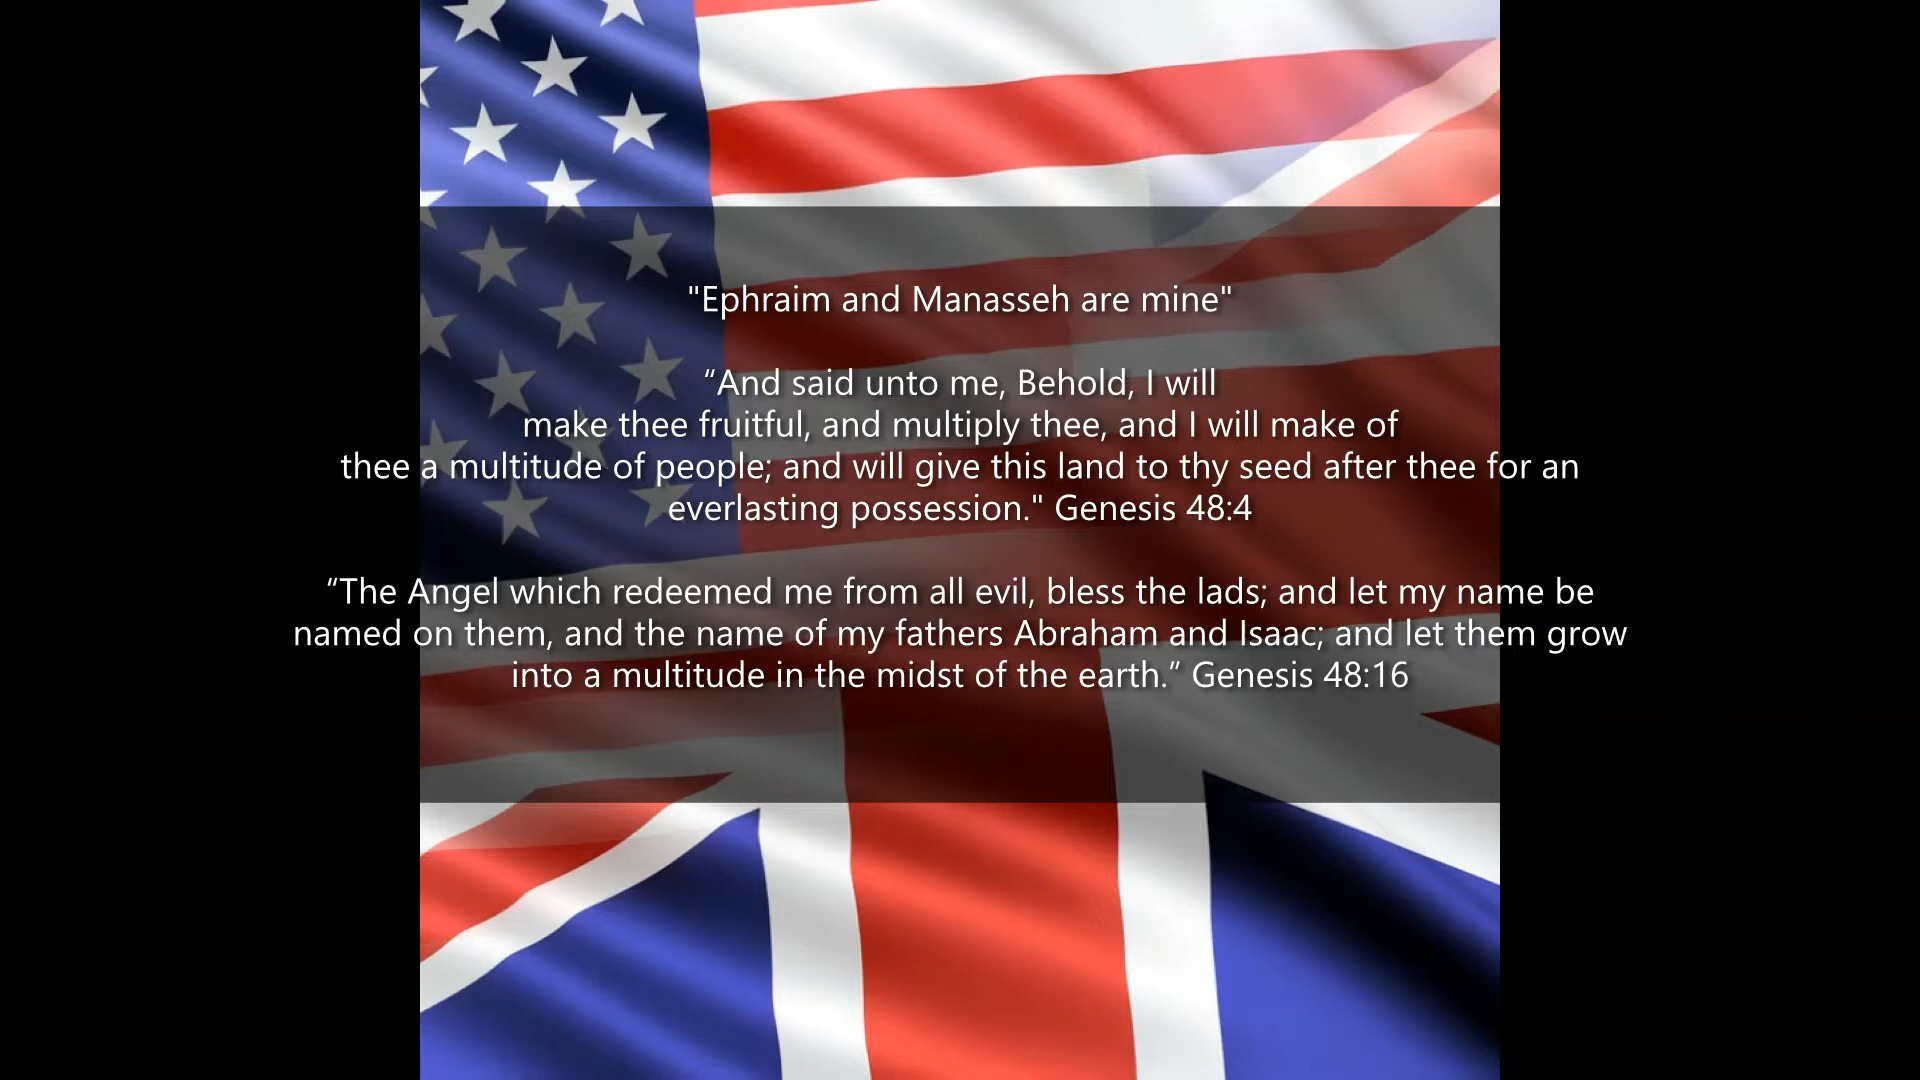 "Ephraim and Manasseh are mine"
“And said unto me, Behold, I will
make thee fruitful, and multiply thee, and I will make of
thee a multitude of people; and will give this land to thy seed after thee for an
everlasting possession." Genesis 48:4
“The Angel which redeemed me from all evil, bless the lads; and let my name be
named on them, and the name of my fathers Abraham and Isaac; and let them grow
into a multitude in the midst of the earth.” Genesis 48:16